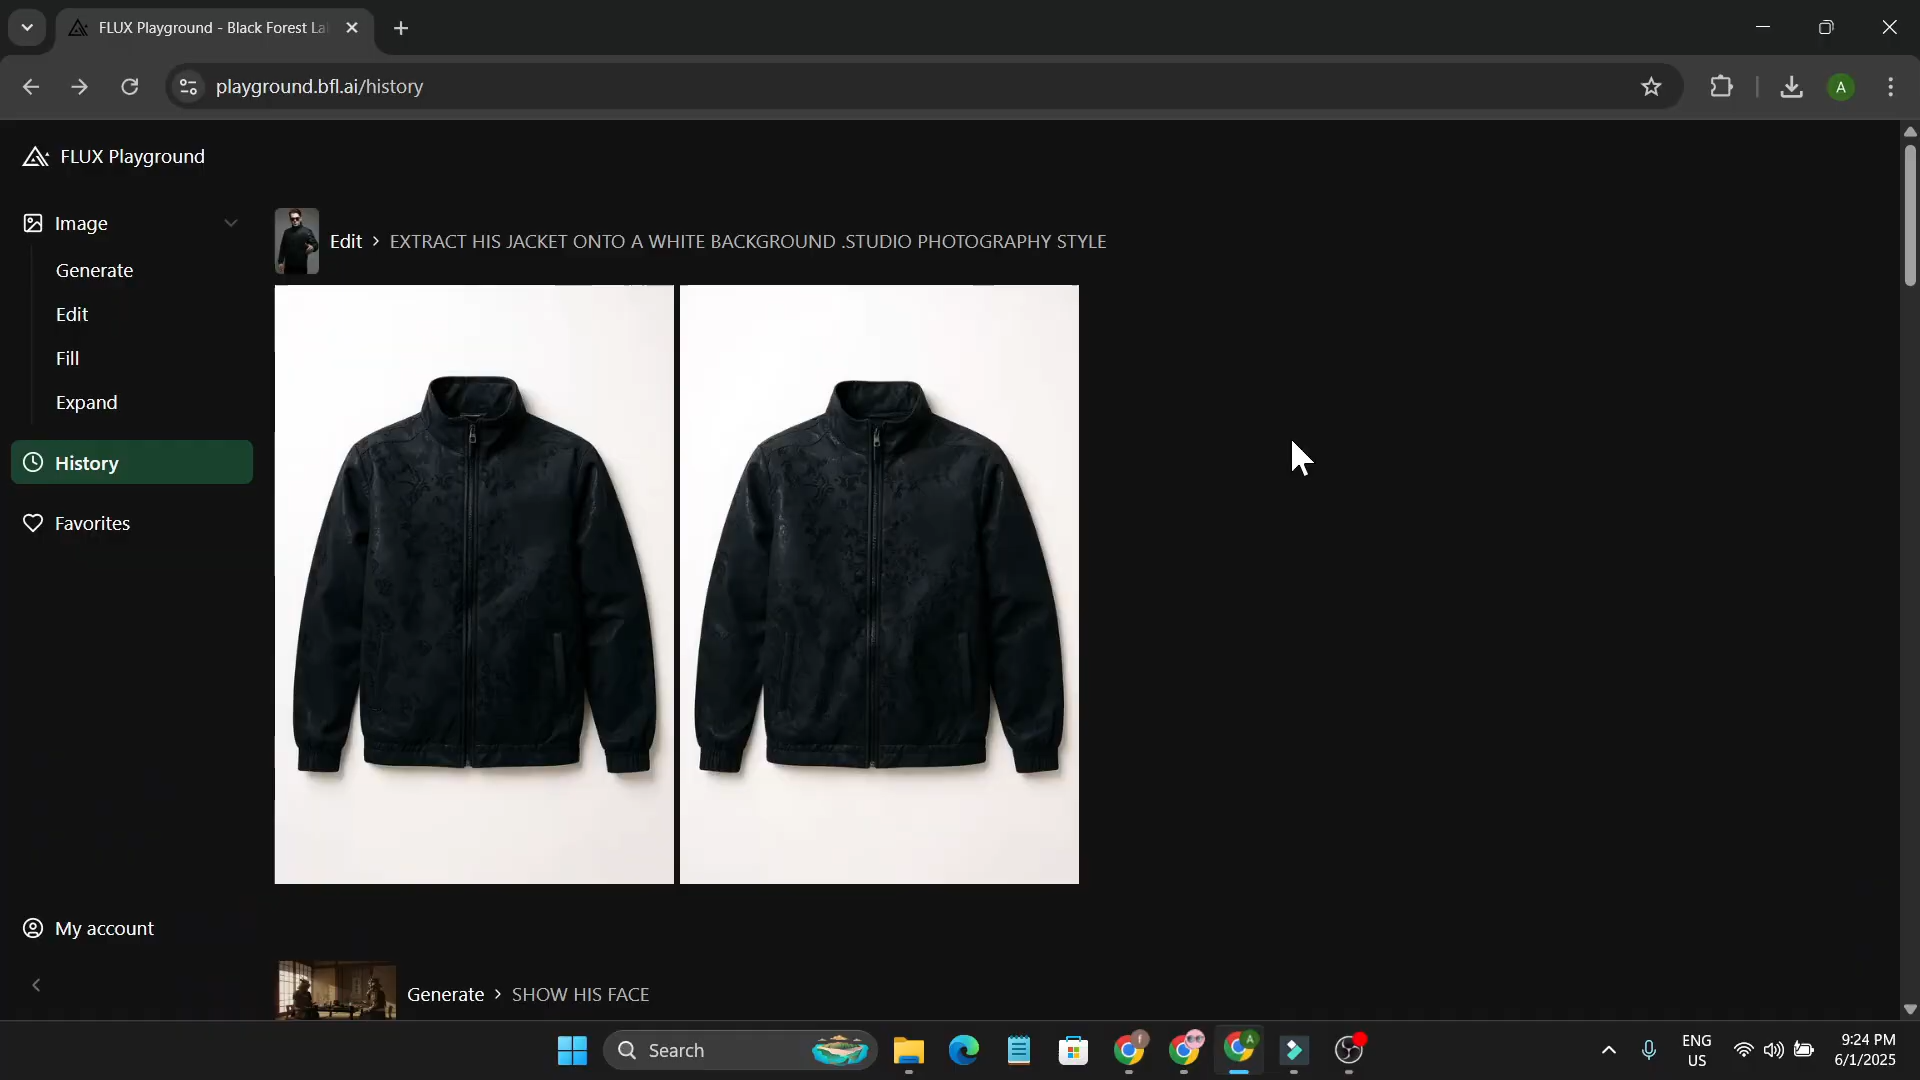 FLUX Playground - Black Forest La
playground.bfl.ai/history
A
FLUX Playground
Image
Generate
Edit
Fill
Expand
History
Favorites
My account
Edit > EXTRACT HIS JACKET ONTO A WHITE BACKGROUND .STUDIO PHOTOGRAPHY STYLE
Generate > SHOW HIS FACE
Search
ENG
US
9:24 PM
6/1/2025